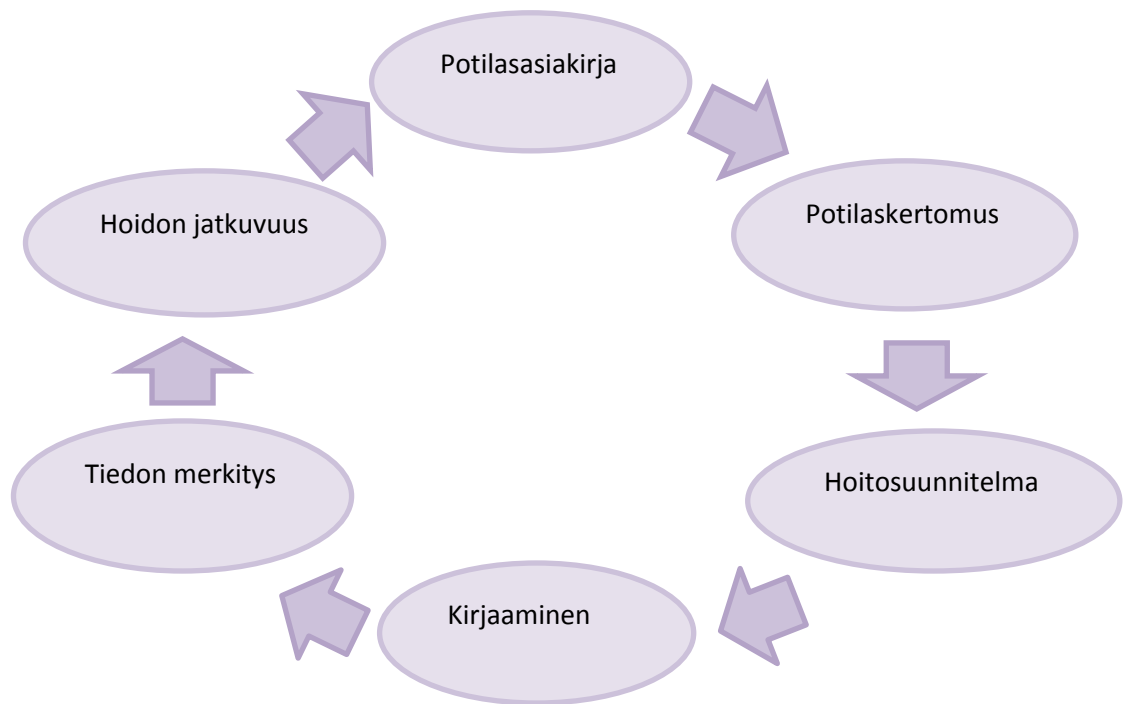 Potilasasiakirja
Potilaskertomus
Hoitosuunnitelma
Kirjaaminen
Tiedon merkitys
Hoidon jatkuvuus